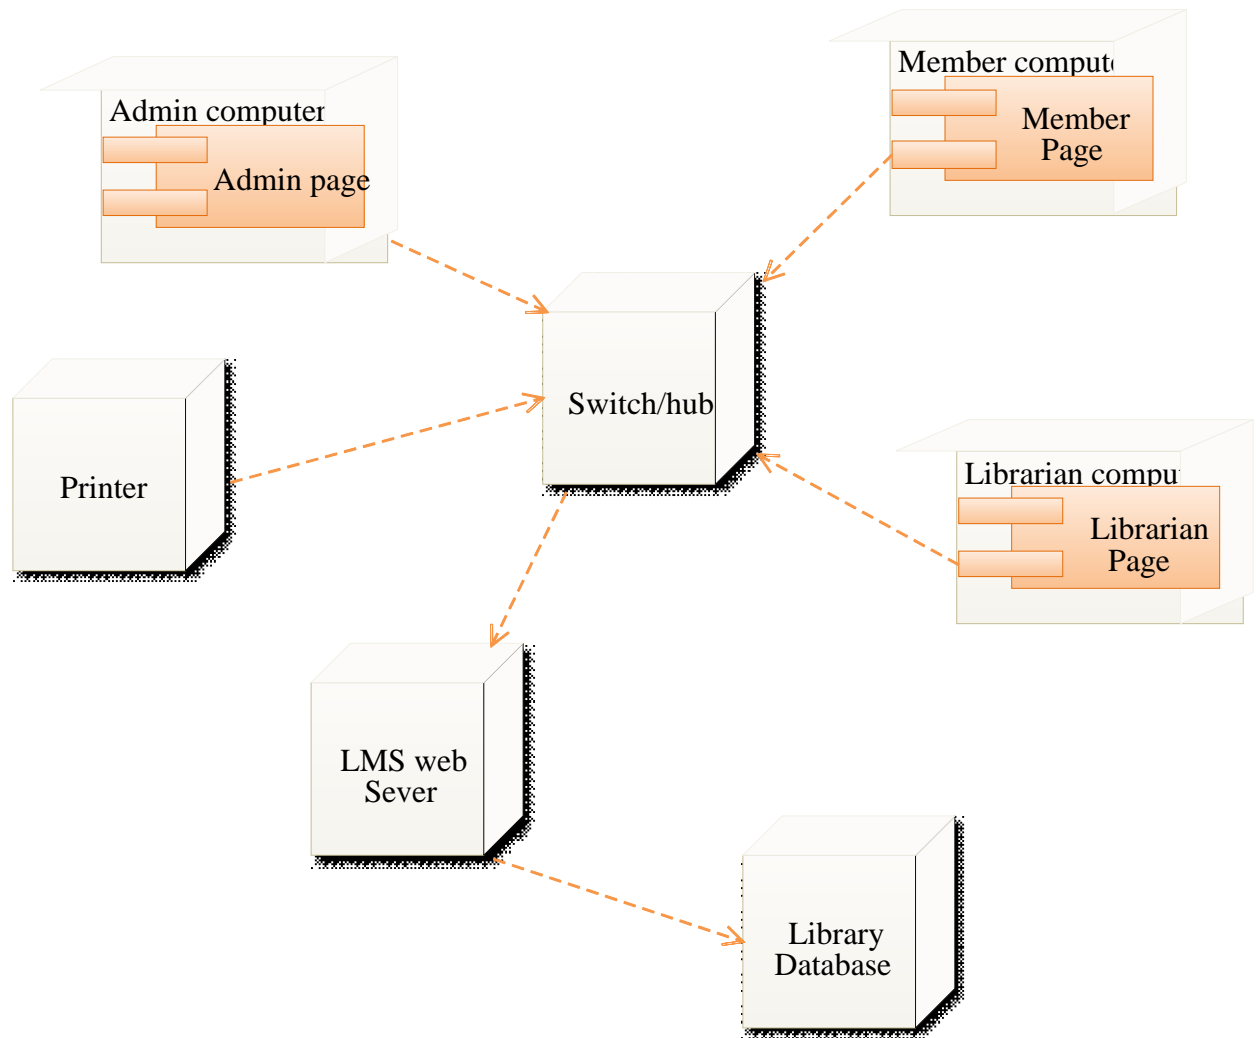 Member compute
Admin computer
Member
Page
Admin page
Switch/hub
Printer
Librarian compu
Librarian
Page
LMS web
Sever
Library
Database